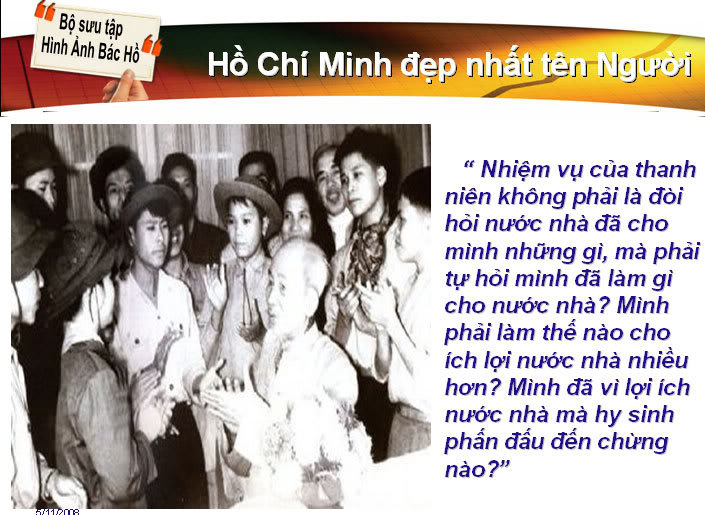 Bộ sưu tập
Hình Ảnh Bác Hồ
Hồ Chí Minh đẹp nhất tên Người
“ Nhiệm vụ của thanh
niên không phải là đòi
hỏi nước nhà đã cho
mình những gì, mà phải
tự hỏi mình đã làm gì
cho nước nhà? Mình
phải làm thế nào cho
ích lợi nước nhà nhiều
hơn? Mình đã vì lợi ích
nước nhà mà hy sinh
phấn đấu đến chừng
nào?”
5/11/2008